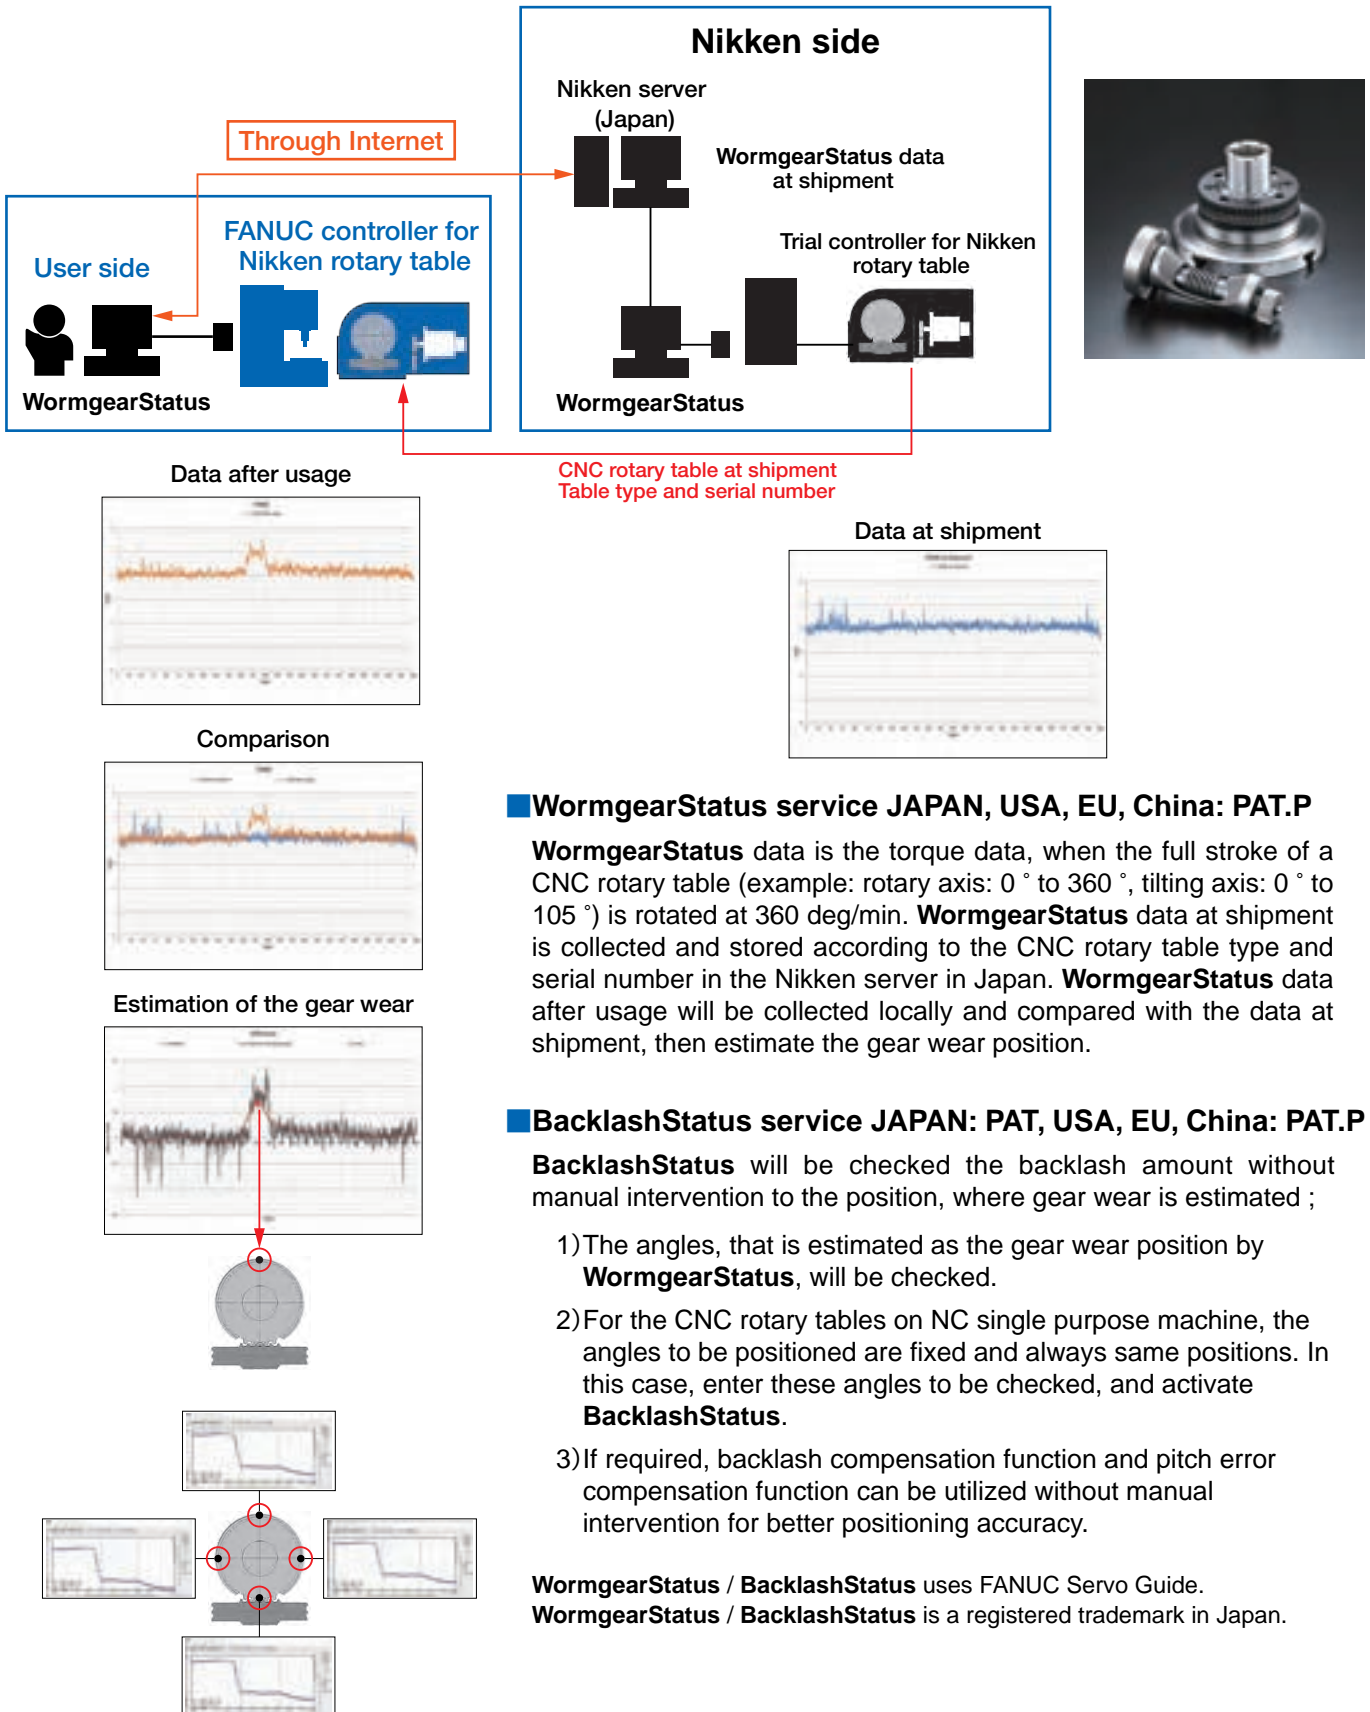 Nikken side
Nikken server
(Japan)
Through Internet
WormgearStatus data
at shipment
FANUC controller for
Nikken rotary table
User side
Trial controller for Nikken
rotary table
WormgearStatus
WormgearStatus
CNC rotary table at shipment
Table type and serial number
Data after usage
Data at shipment
Comparison
Estimation of the gear wear
■WormgearStatus service JAPAN, USA, EU, China: PAT.P
WormgearStatus data is the torque data, when the full stroke of a
CNC rotary table (example: rotary axis: 0 ° to 360 °, tilting axis: 0 ° to
105 °) is rotated at 360 deg/min. WormgearStatus data at shipment
is collected and stored according to the CNC rotary table type and
serial number in the Nikken server in Japan. WormgearStatus data
after usage will be collected locally and compared with the data at
shipment, then estimate the gear wear position.
■BacklashStatus service JAPAN: PAT, USA, EU, China: PAT.P
BacklashStatus will be checked the backlash amount without
manual intervention to the position, where gear wear is estimated ;
1)The angles, that is estimated as the gear wear position by
WormgearStatus, will be checked.
2)For the CNC rotary tables on NC single purpose machine, the
angles to be positioned are fixed and always same positions. In
this case, enter these angles to be checked, and activate
BacklashStatus.
3)If required, backlash compensation function and pitch error
compensation function can be utilized without manual
intervention for better positioning accuracy.
WormgearStatus / BacklashStatus uses FANUC Servo Guide.
WormgearStatus / BacklashStatus is a registered trademark in Japan.